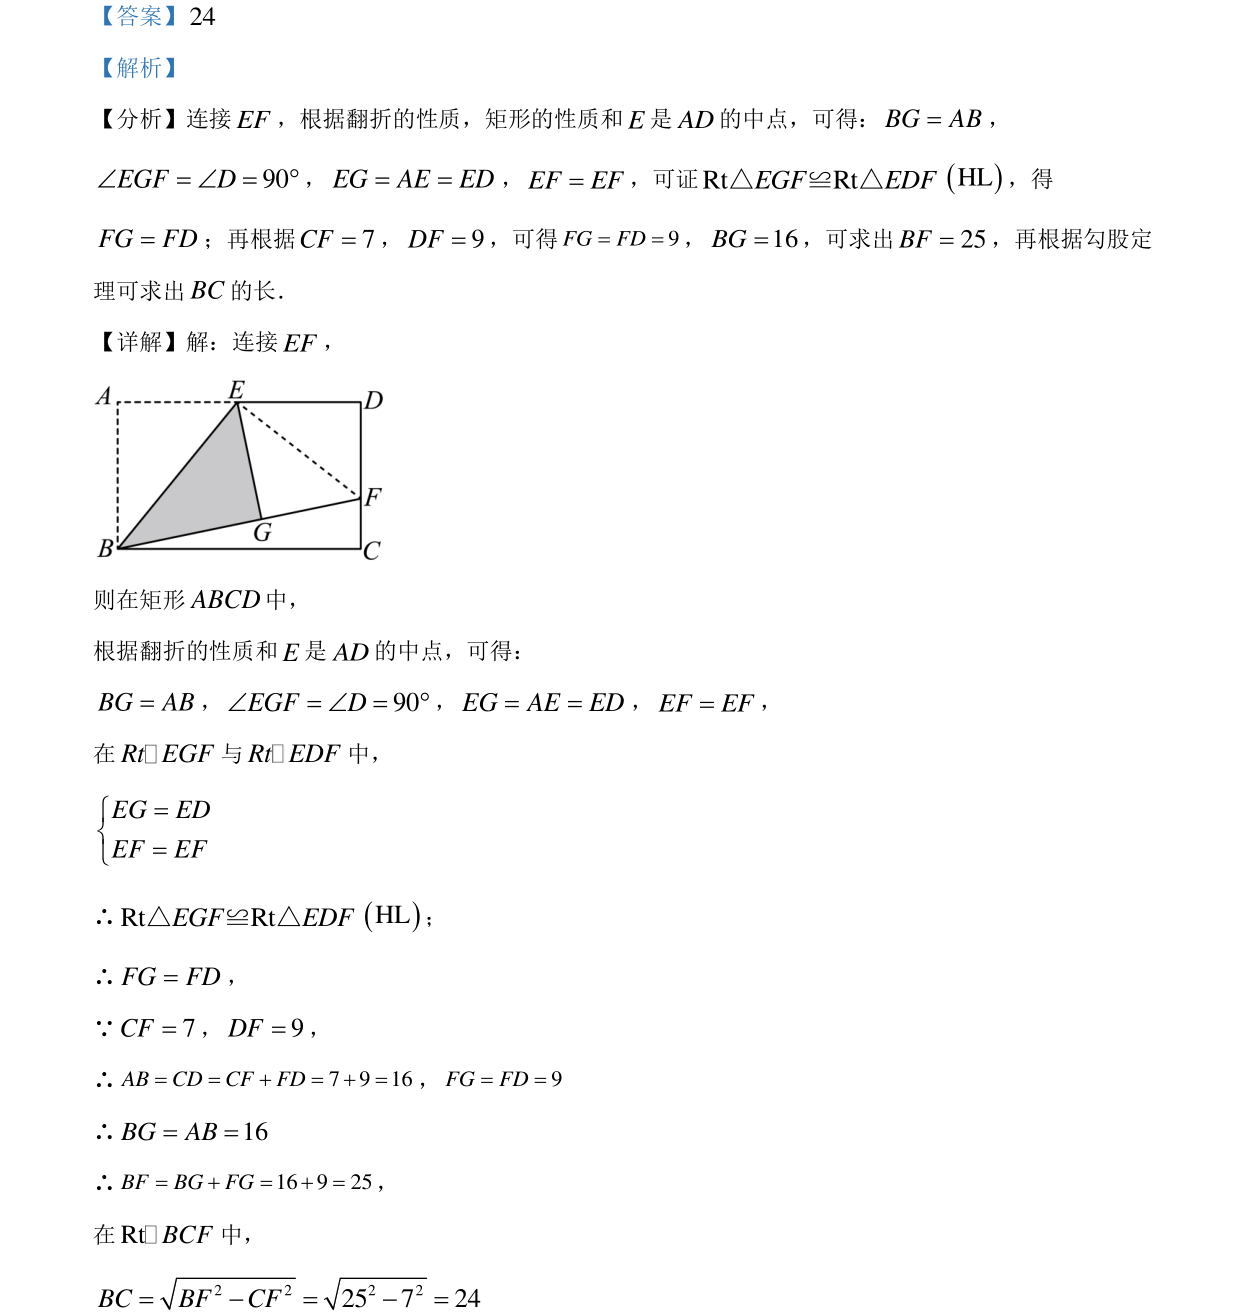 【答案】24
【解析】
【分析】连接EF，根据翻折的性质，矩形的性质和E是AD的中点，可得：BG = AB，
∠EGF = ∠D = 90°，EG = AE = ED，EF = EF，可证Rt△EGF≌Rt△EDF (HL)，得
FG = FD；再根据CF = 7，DF = 9，可得FG = FD = 9，BG = 16，可求出BF = 25，再根据勾股定
理可求出BC的长．
【详解】解：连接EF，
A E D
F
G
B C
则在矩形ABCD中，
根据翻折的性质和E是AD的中点，可得：
BG = AB，∠EGF = ∠D = 90°，EG = AE = ED，EF = EF，
在Rt□EGF与Rt□EDF中，
{EG = ED
EF = EF
∴Rt△EGF≌Rt△EDF (HL)；
∴FG = FD，
∵CF = 7，DF = 9，
∴AB = CD = CF + FD = 7 + 9 = 16，FG = FD = 9
∴BG = AB = 16
∴BF = BG + FG = 16 + 9 = 25，
在Rt□BCF中，
BC = √(BF² − CF²) = √(25² − 7²) = 24